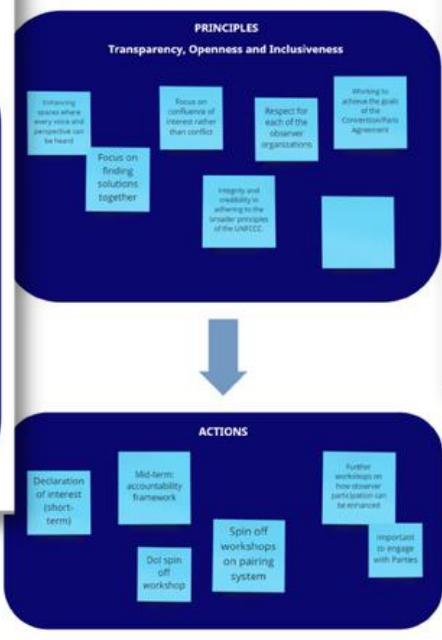 PRINCIPLES
Transparency, Openness and Inclusiveness
Enhancing
spaces where
every voice and
perspective can
be heard
Focus on
finding
solutions
together
Focus on
confluence of
interest rather
than conflict
Respect for
each of the
observer
organizations
Working to
achieve the goals
of the
Convention/Paris
Agreement
Integrity and
credibility in
adhering to the
broader principles
of the UNFCCC.
ACTIONS
Declaration
of interest
(short-
term)
Mid-term:
accountability
framework
DoI spin
off
workshop
Spin off
workshops
on pairing
system
Further
workshops on
how observer
participation can
be enhanced
Important
to engage
with Parties